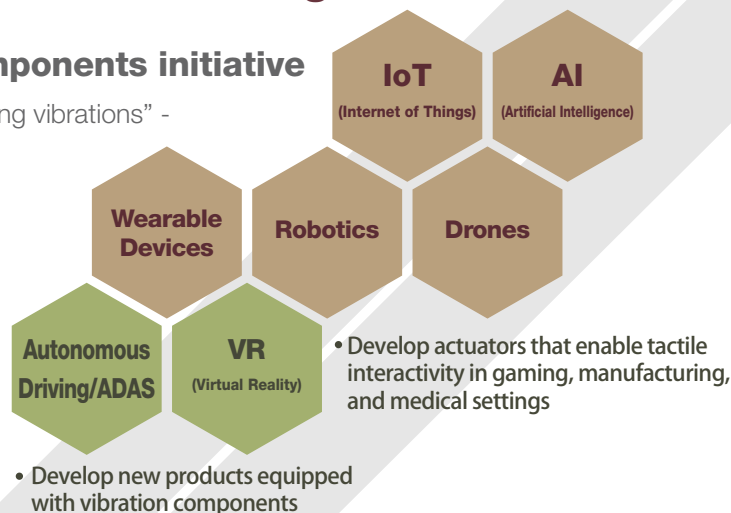 initiative
vibrations” -
IoT
(Internet of Things)
AI
(Artificial Intelligence)
Wearable
Devices
Robotics
Drones
Autonomous
Driving/ADAS
VR
(Virtual Reality)
• Develop actuators that enable tactile
interactivity in gaming, manufacturing,
and medical settings
• Develop new products equipped
with vibration components